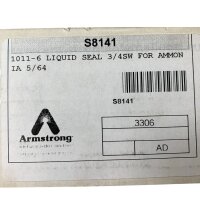 S8141
1011-6 LIQUID SEAL 3/4SW FOR AMMON
IA 5/64
S8141
Armstrong
3306
AD